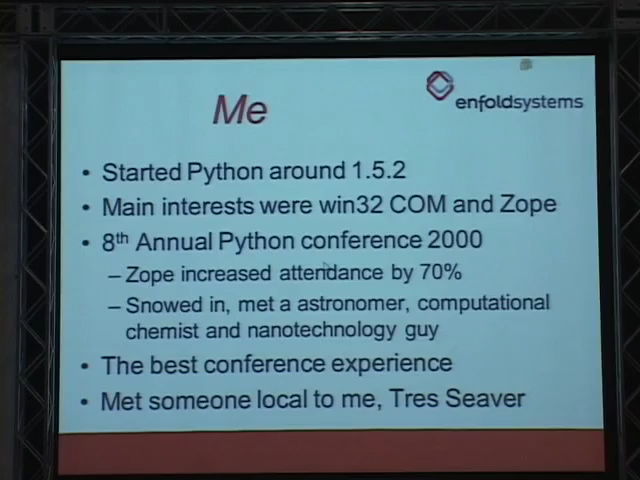 Me
enfoldsystems
• Started Python around 1.5.2
• Main interests were win32 COM and Zope
• 8th Annual Python conference 2000
– Zope increased attendance by 70%
– Snowed in, met a astronomer, computational
chemist and nanotechnology guy
• The best conference experience
• Met someone local to me, Tres Seaver